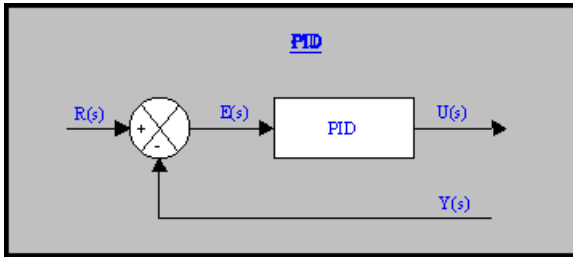 PID
R(s) E(s) U(s)
+
PID
-
Y(s)